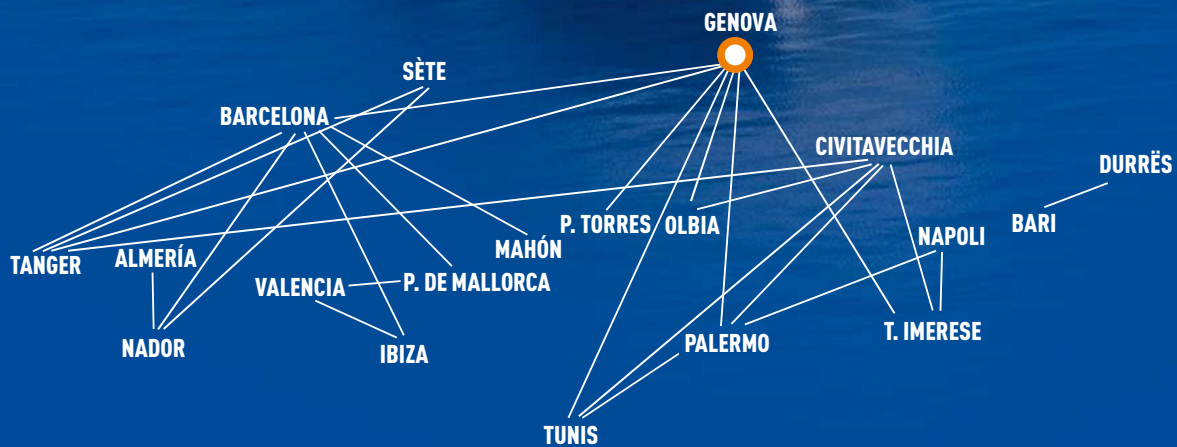 GENOVA
SÈTE
BARCELONA
CIVITAVECCHIA
DURRËS
P. TORRES
OLBIA
BARI
NAPOLI
MAHÓN
ALMERÍA
TANGER
P. DE MALLORCA
VALENCIA
T. IMERESE
PALERMO
NADOR
IBIZA
TUNIS